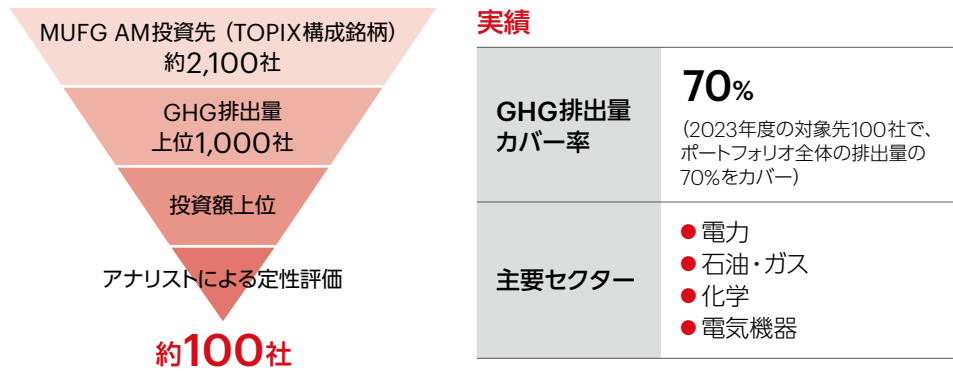 MUFG AM投資先（TOPIX構成銘柄）
約2,100社
GHG排出量
上位1,000社
投資額上位
アナリストによる定性評価
約100社
実績
GHG排出量
カバー率
70%
（2023年度の対象先100社で、
ポートフォリオ全体の排出量の
70%をカバー）
主要セクター
●電力
●石油・ガス
●化学
●電気機器